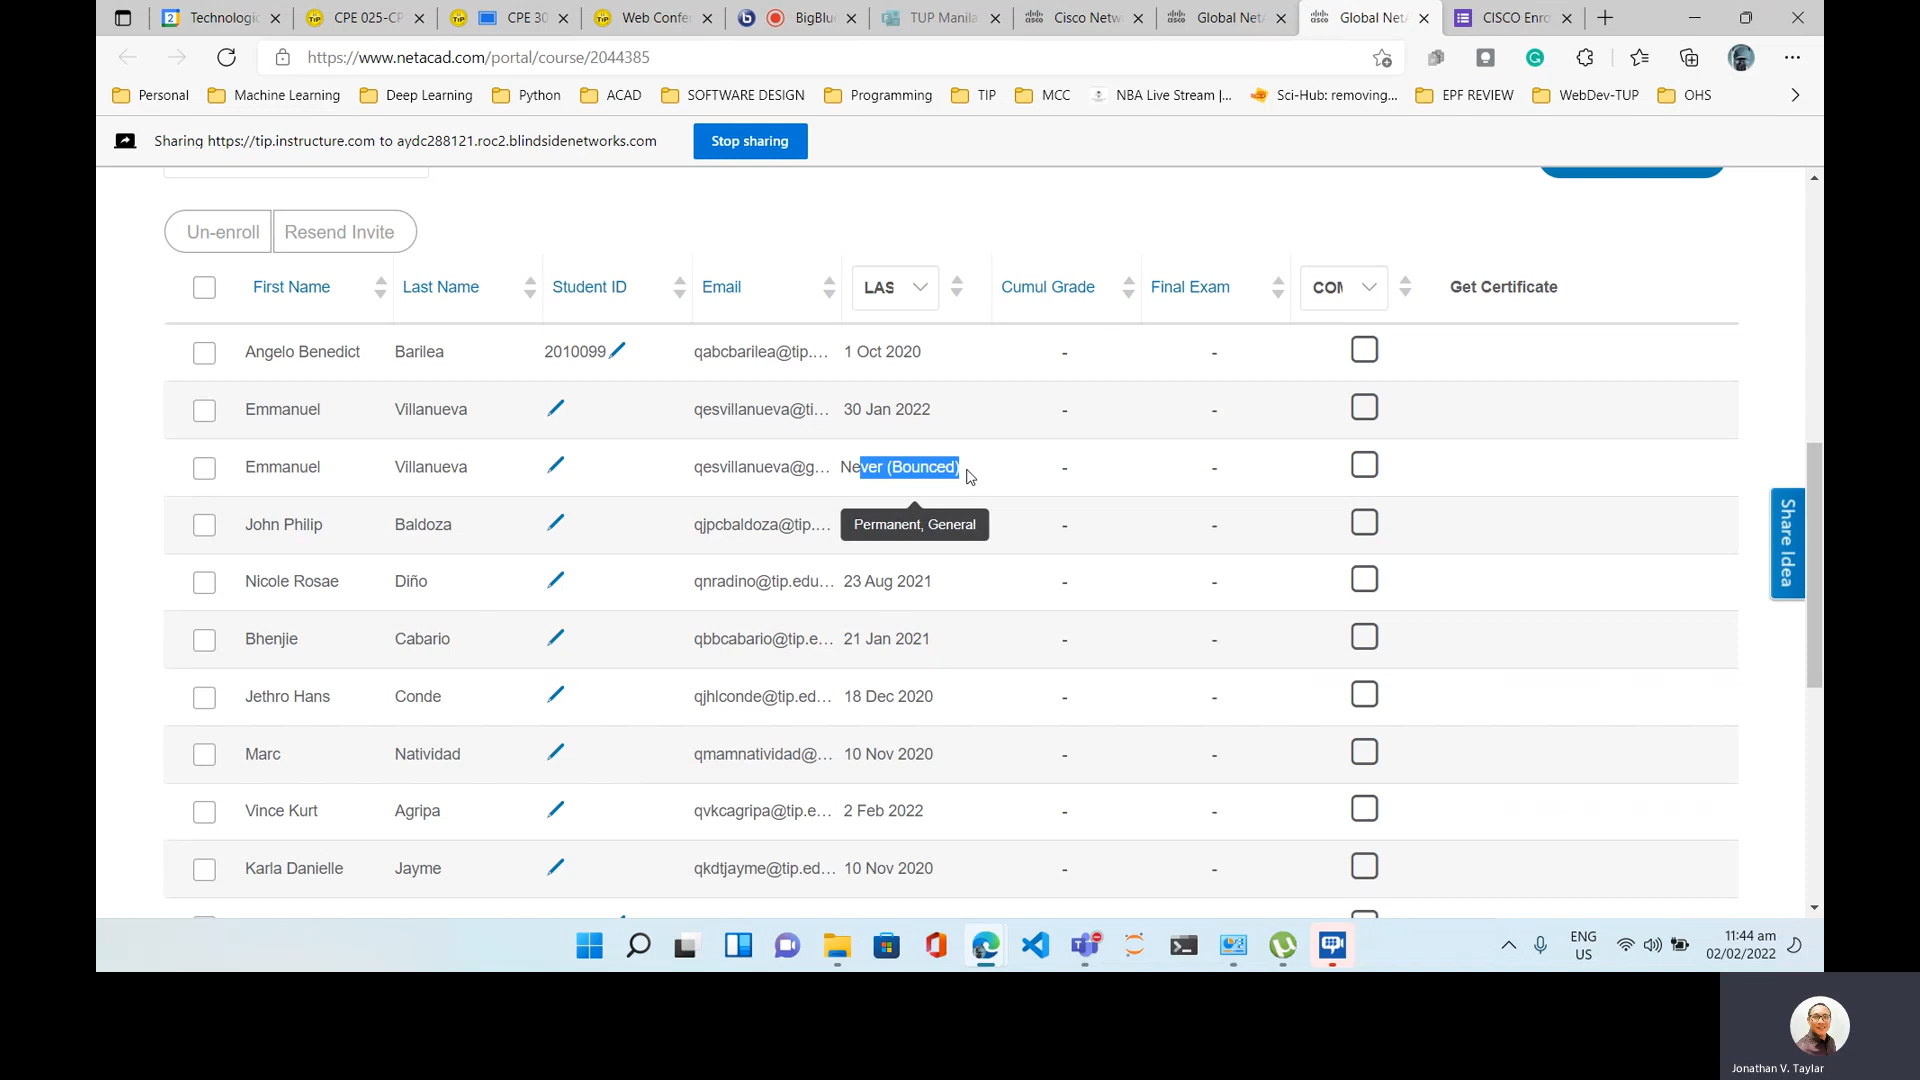 Technologic
CPE 025-CP
CPE 30
Web Confe
BigBlu
TUP Manila
Cisco Netw
Global Net
Global Net
CISCO Enro
https://www.netacad.com/portal/course/2044385
Personal
Machine Learning
Deep Learning
Python
ACAD
SOFTWARE DESIGN
Programming
TIP
MCC
NBA Live Stream |...
Sci-Hub: removing...
EPF REVIEW
WebDev-TUP
OHS
Sharing https://tip.instructure.com to aydc288121.roc2.blindsidenetworks.com
Stop sharing
Un-enroll
Resend Invite
First Name Last Name Student ID Email LAS Cumul Grade Final Exam COM Get Certificate
Angelo Benedict Barilea 2010099 qabcbarilea@tip.... 1 Oct 2020 - -
Emmanuel Villanueva qesvillanueva@ti... 30 Jan 2022 - -
Emmanuel Villanueva qesvillanueva@g... Never (Bounced) - -
John Philip Baldoza qjpcbaldoza@tip.... Permanent, General - -
Nicole Rosae Diño qnradino@tip.edu... 23 Aug 2021 - -
Bhenjie Cabario qbbcabario@tip.e... 21 Jan 2021 - -
Jethro Hans Conde qjhlconde@tip.ed... 18 Dec 2020 - -
Marc Natividad qmamnatividad@... 10 Nov 2020 - -
Vince Kurt Agripa qvkcagripa@tip.e... 2 Feb 2022 - -
Karla Danielle Jayme qkdtjayme@tip.ed... 10 Nov 2020 - -
Share Idea
ENG
US
11:44 am
02/02/2022
Jonathan V. Taylar